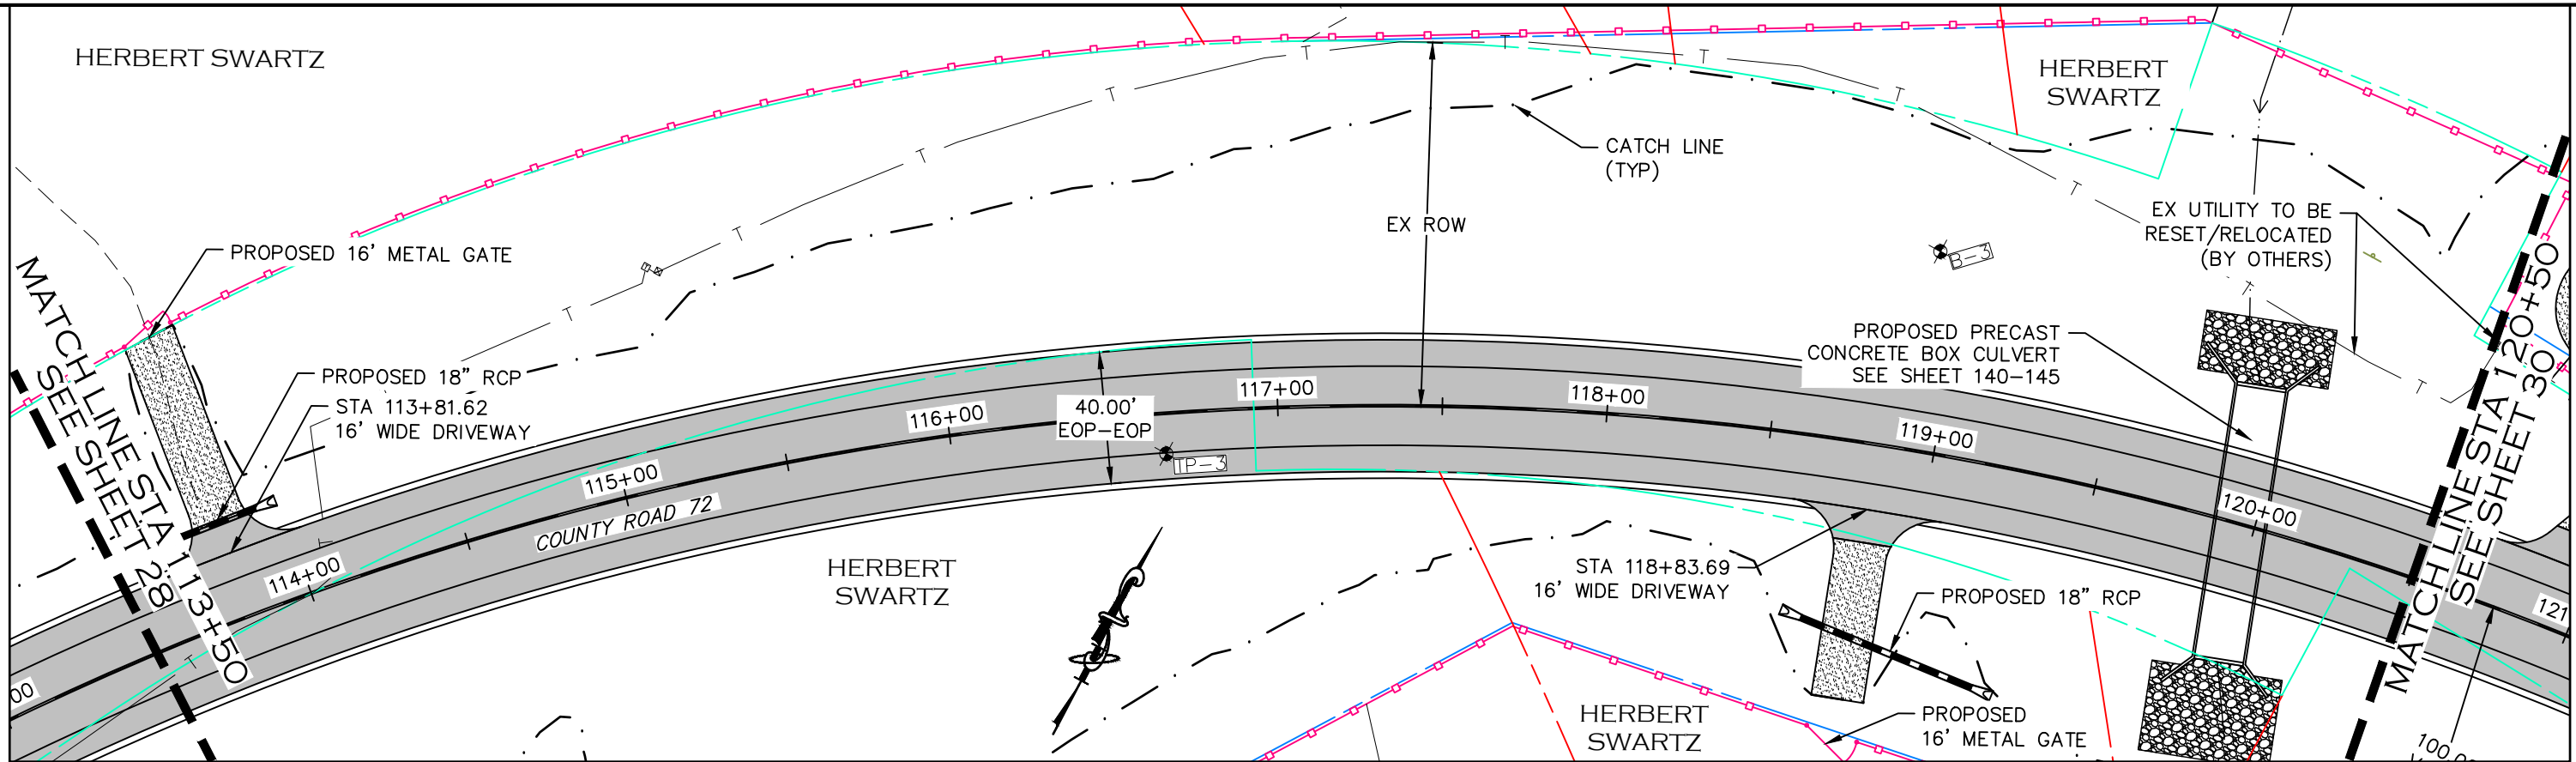 HERBERT SWARTZ
HERBERT
SWARTZ
CATCH LINE
(TYP)
EX ROW
EX UTILITY TO BE
RESET/RELOCATED
(BY OTHERS)
PROPOSED 16' METAL GATE
B-3
MATCH LINE STA 113+50
SEE SHEET 28
PROPOSED PRECAST
CONCRETE BOX CULVERT
SEE SHEET 140-145
PROPOSED 18" RCP
STA 113+81.62
16' WIDE DRIVEWAY
114+00
115+00
116+00
40.00'
EOP-EOP
117+00
118+00
119+00
120+00
121
00
TP-3
COUNTY ROAD 72
MATCH LINE STA 120+50
SEE SHEET 30
HERBERT
SWARTZ
STA 118+83.69
16' WIDE DRIVEWAY
PROPOSED 18" RCP
HERBERT
SWARTZ
PROPOSED
16' METAL GATE
T
T
T
T
T
T
T
T
T
T
T
T
T